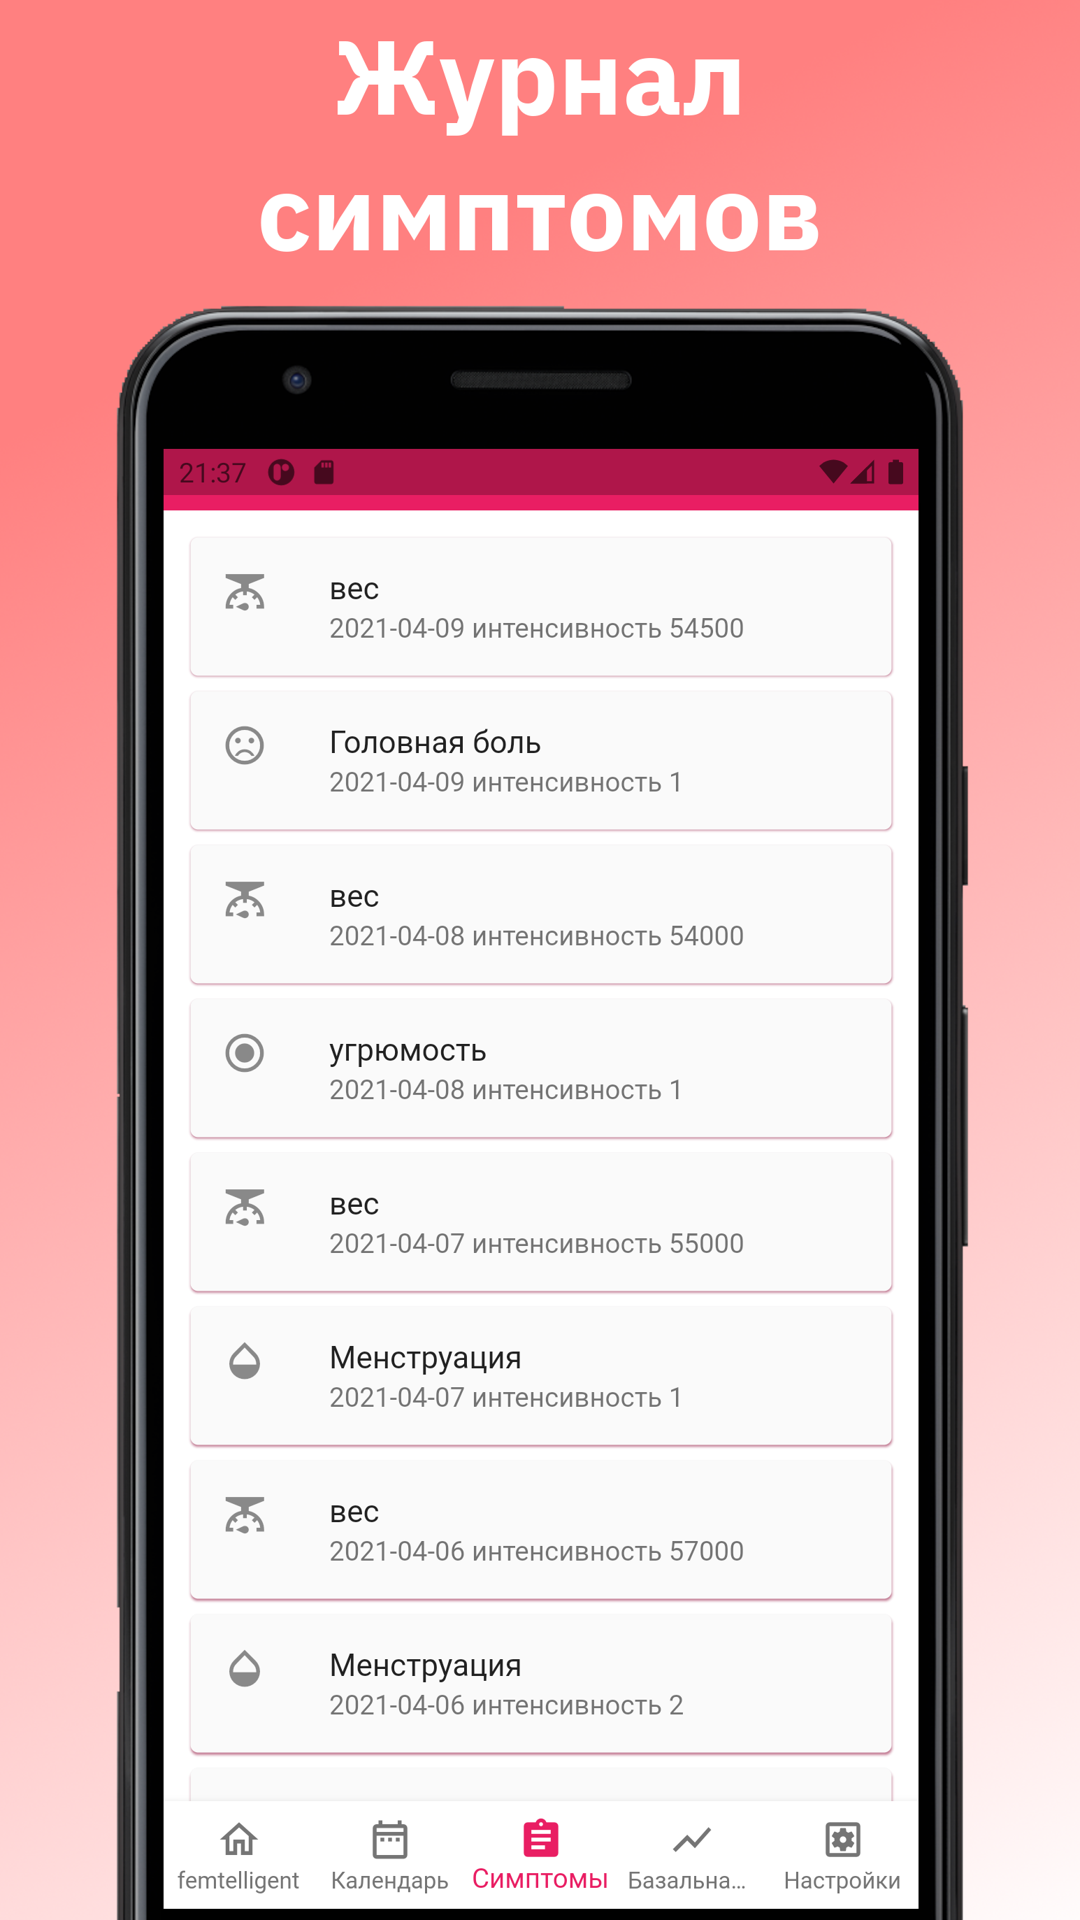 Журнал
симптомов
21:37
вес
2021-04-09 интенсивность 54500
Головная боль
2021-04-09 интенсивность 1
вес
2021-04-08 интенсивность 54000
угрюмость
2021-04-08 интенсивность 1
вес
2021-04-07 интенсивность 55000
Менструация
2021-04-07 интенсивность 1
вес
2021-04-06 интенсивность 57000
Менструация
2021-04-06 интенсивность 2
femtelligent Календарь Симптомы Базальна... Настройки